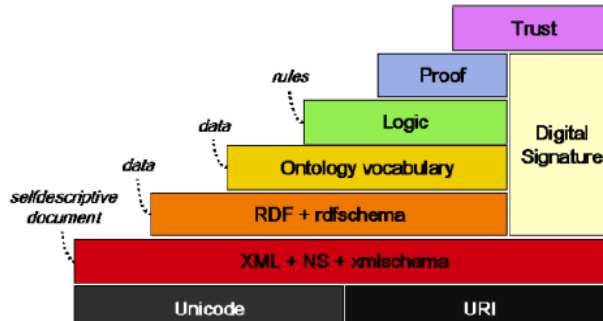 Trust
Proof
rules
Logic
Digital
Signature
data
Ontology vocabulary
data
RDF + rdfschema
selfdescriptive
document
XML + NS + xmlschema
Unicode
URI